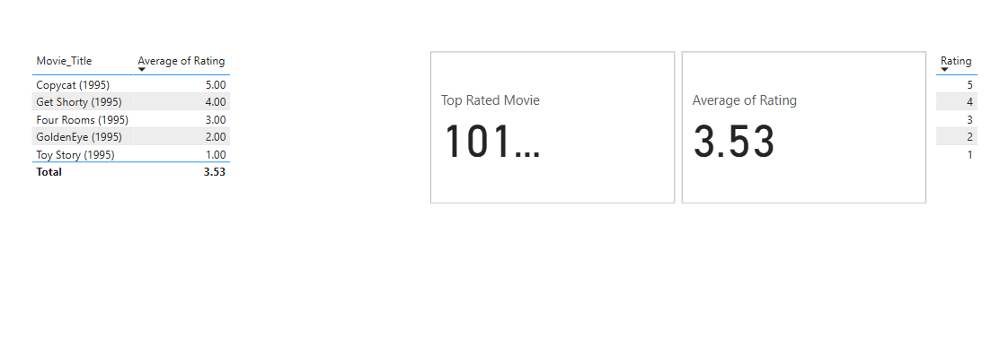 Movie_Title Average of Rating
Copycat (1995) 5.00
Get Shorty (1995) 4.00
Four Rooms (1995) 3.00
GoldenEye (1995) 2.00
Toy Story (1995) 1.00
Total 3.53
Top Rated Movie
101...
Average of Rating
3.53
Rating
5
4
3
2
1